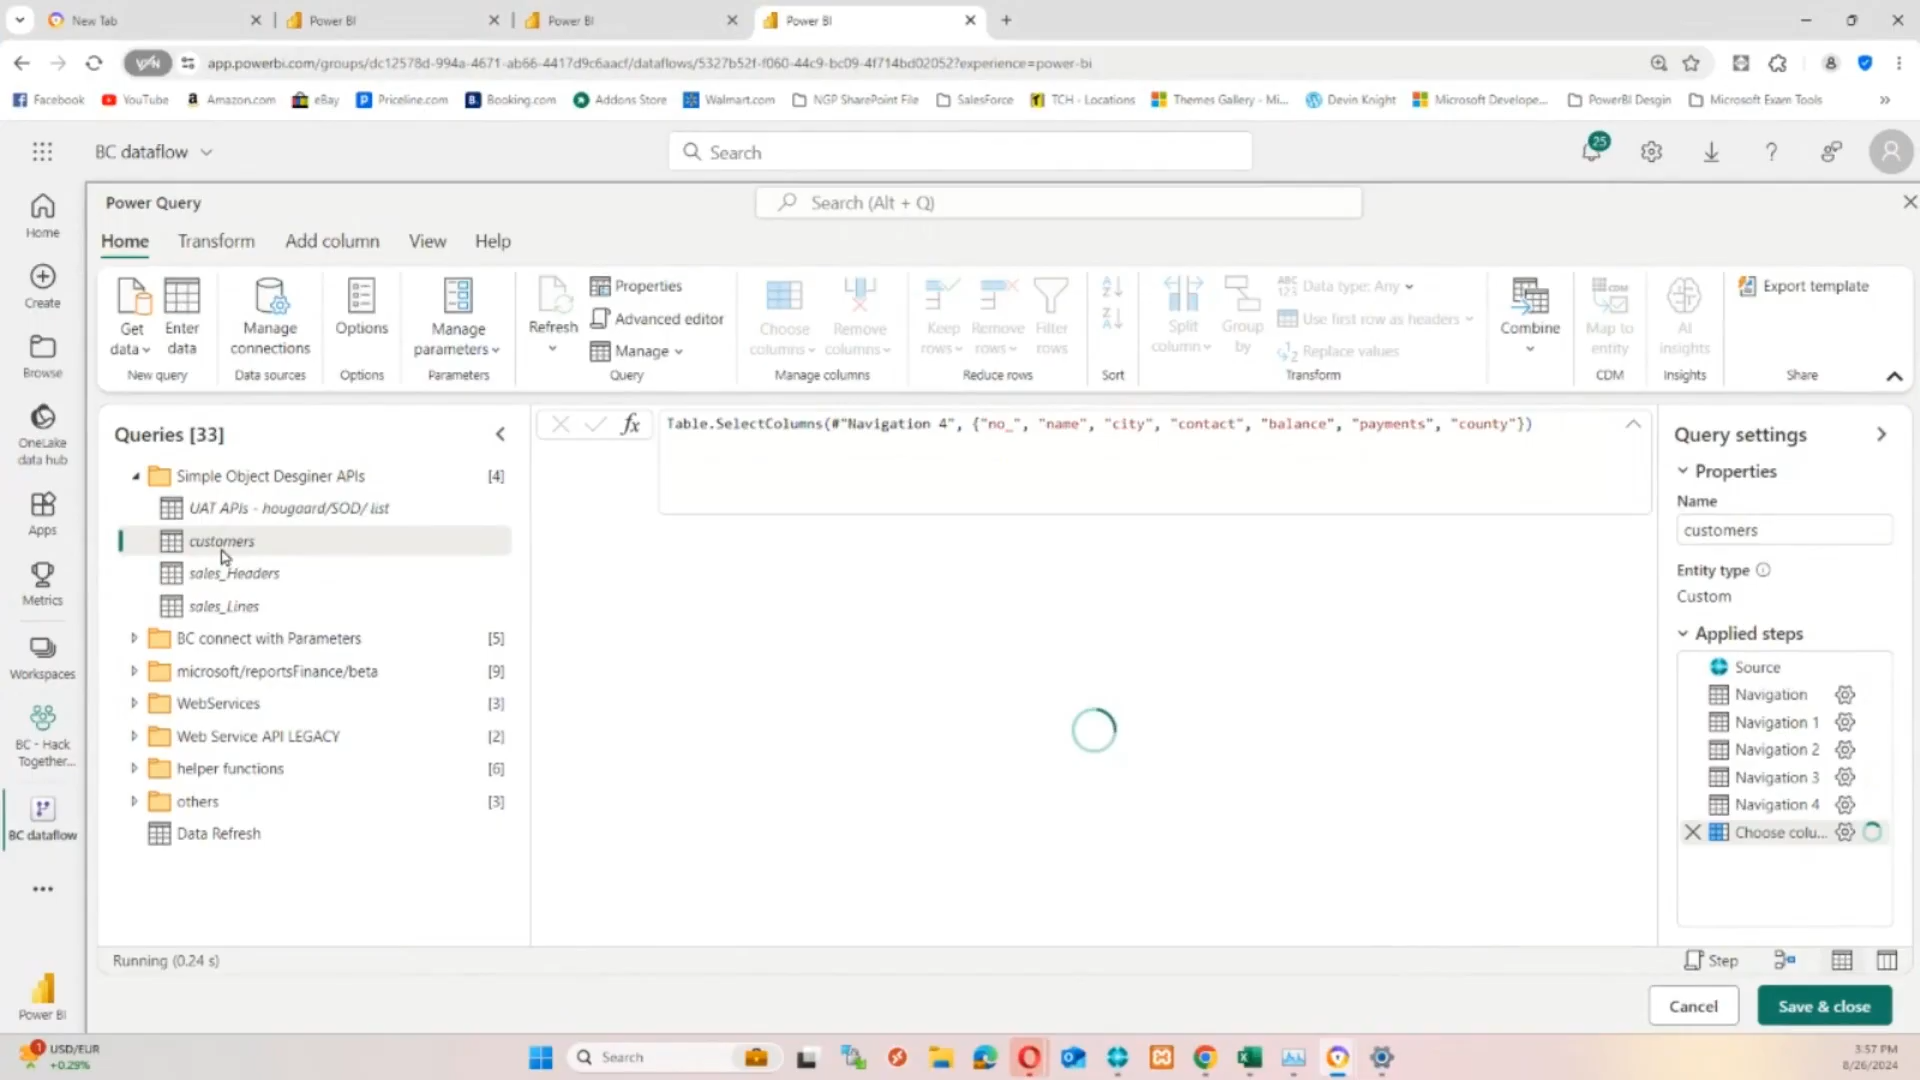 New Tab
Power BI
Power BI
Power BI
VPN
app.powerbi.com/groups/dc12578d-994a-4671-ab66-4417d9c6aacf/dataflows/5327b52f-f060-44c9-bc09-4f714bd02052?experience=power-bi
Facebook
YouTube
Amazon.com
eBay
Priceline.com
Booking.com
Addons Store
Walmart.com
NGP SharePoint File
SalesForce
TCH - Locations
Themes Gallery - Mi...
Devin Knight
Microsoft Develope...
PowerBI Desgin
Microsoft Exam Tools
BC dataflow
Search
25
Power Query
Search (Alt + Q)
Home
Transform
Add column
View
Help
Get data
Enter data
New query
Manage connections
Data sources
Options
Options
Manage parameters
Parameters
Refresh
Properties
Advanced editor
Manage
Query
Choose columns
Remove columns
Manage columns
Keep rows
Remove rows
Filter rows
Reduce rows
Sort
Split column
Group by
Data type: Any
Use first row as headers
Replace values
Transform
Combine
Map to entity
CDM
AI insights
Insights
Export template
Share
Home
Create
Browse
OneLake data hub
Apps
Metrics
Workspaces
BC - Hack Together...
BC dataflow
Power BI
Queries [33]
Simple Object Desginer APIs [4]
UAT APIs - hougaard/SOD/ list
customers
sales_Headers
sales_Lines
BC connect with Parameters [5]
microsoft/reportsFinance/beta [9]
WebServices [3]
Web Service API LEGACY [2]
helper functions [6]
others [3]
Data Refresh
fx
Table.SelectColumns(#"Navigation 4", {"no_", "name", "city", "contact", "balance", "payments", "county"})
Query settings
Properties
Name
customers
Entity type
Custom
Applied steps
Source
Navigation
Navigation 1
Navigation 2
Navigation 3
Navigation 4
Choose colu...
Running (0.24 s)
Step
Cancel
Save & close
1
USD/EUR
+0.29%
Search
3:57 PM
8/26/2024